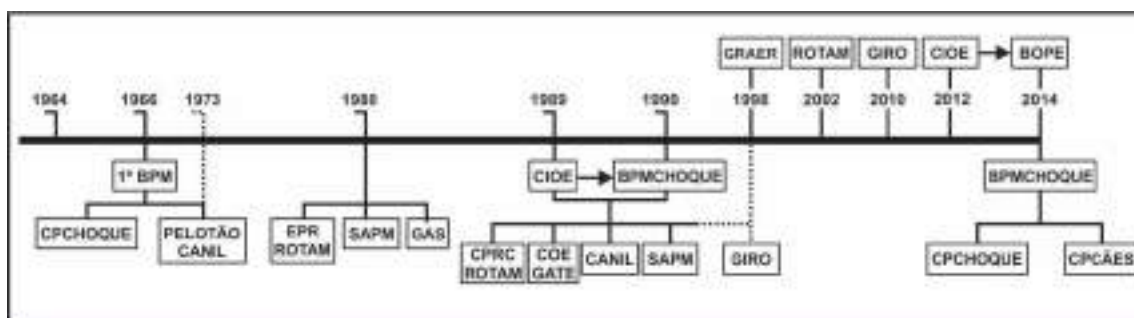 GRAER ROTAM GIRO CIOE BOPE
1964 1966 1973 1980 1989 1990 1998 2002 2010 2012 2014
1º BPM CIOE BPMCHOQUE BPMCHOQUE
CPCHOQUE PELOTÃO CANIL EPR ROTAM SAPM GAS CPRC ROTAM COE GATE CANIL SAPM GIRO CPCHOQUE CPCÃES